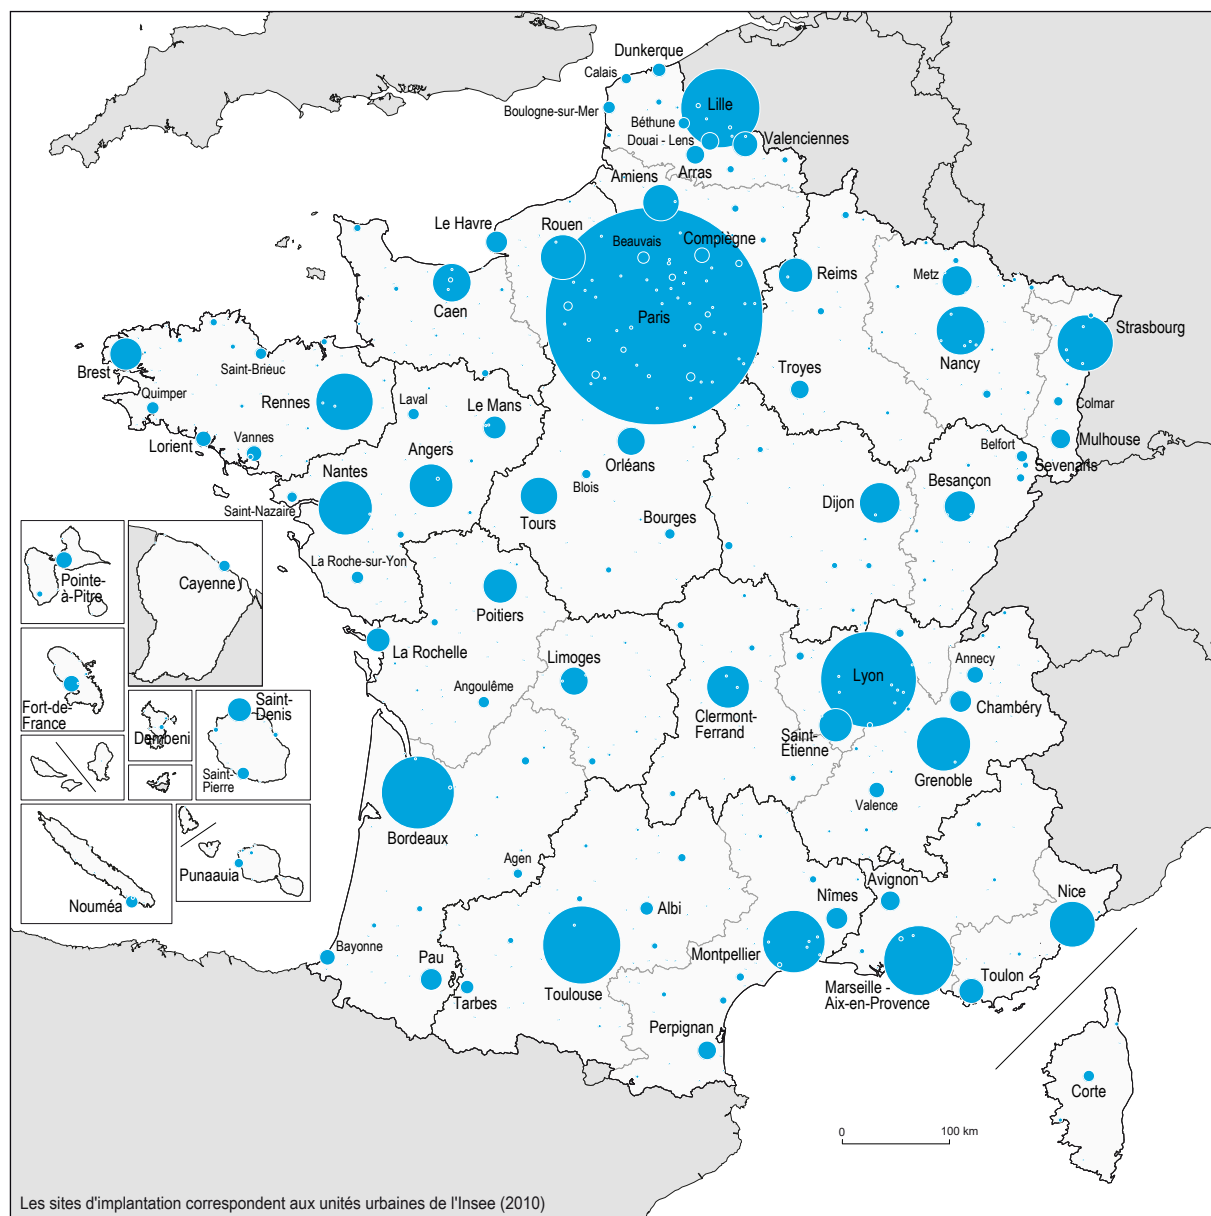 Dunkerque
Calais
Lille
Boulogne-sur-Mer
Béthune
Douai - Lens
Valenciennes
Arras
Amiens
Le Havre
Rouen
Beauvais
Compiègne
Reims
Metz
Caen
Paris
Strasbourg
Nancy
Brest
Saint-Brieuc
Troyes
Quimper
Rennes
Laval
Le Mans
Colmar
Lorient
Vannes
Mulhouse
Belfort
Angers
Orléans
Sevenans
Nantes
Blois
Besançon
Saint-Nazaire
Tours
Dijon
Bourges
La Roche-sur-Yon
Cayenne
Pointe-
à-Pitre
Poitiers
La Rochelle
Limoges
Lyon
Annecy
Angoulême
Fort-de-
France
Saint-
Denis
Dembeni
Clermont-
Ferrand
Saint-
Étienne
Chambéry
Saint-
Pierre
Grenoble
Valence
Bordeaux
Agen
Punaauia
Nouméa
Albi
Avignon
Nîmes
Nice
Bayonne
Pau
Tarbes
Toulouse
Montpellier
Marseille -
Aix-en-Provence
Toulon
Perpignan
Corte
0
100 km
Les sites d'implantation correspondent aux unités urbaines de l'Insee (2010)